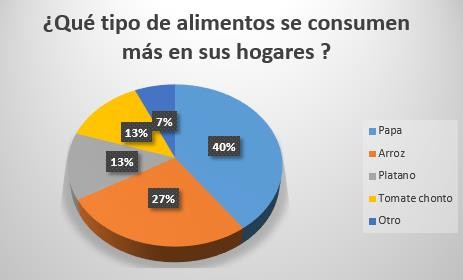 ¿Qué tipo de alimentos se consumen
más en sus hogares ?
7%
13%
40%
13%
27%
Papa
Arroz
Platano
Tomate chonto
Otro